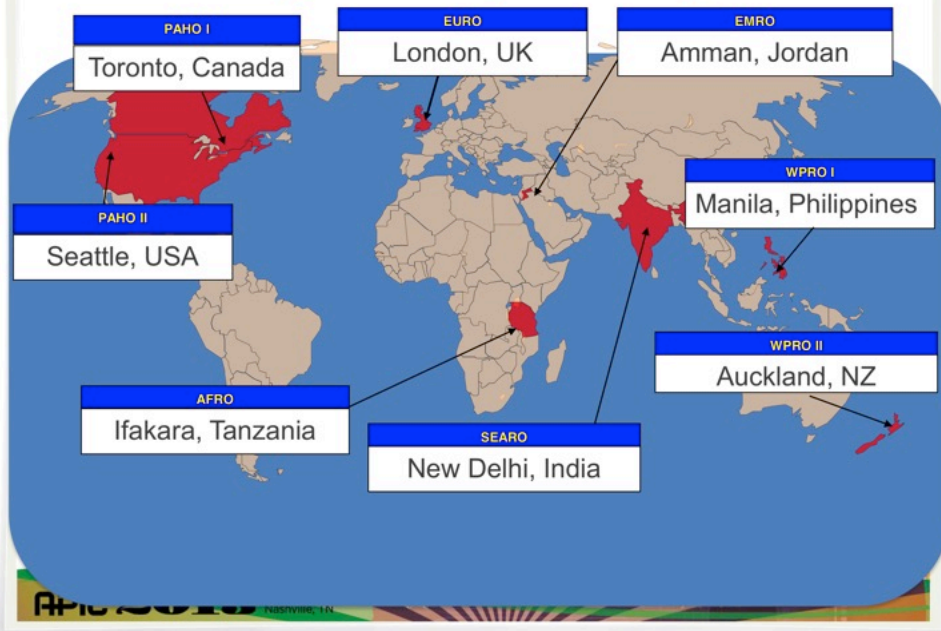 PAHO I
Toronto, Canada
EURO
London, UK
EMRO
Amman, Jordan
PAHO II
Seattle, USA
WPRO I
Manila, Philippines
AFRO
Ifakara, Tanzania
SEARO
New Delhi, India
WPRO II
Auckland, NZ
Nashville, TN